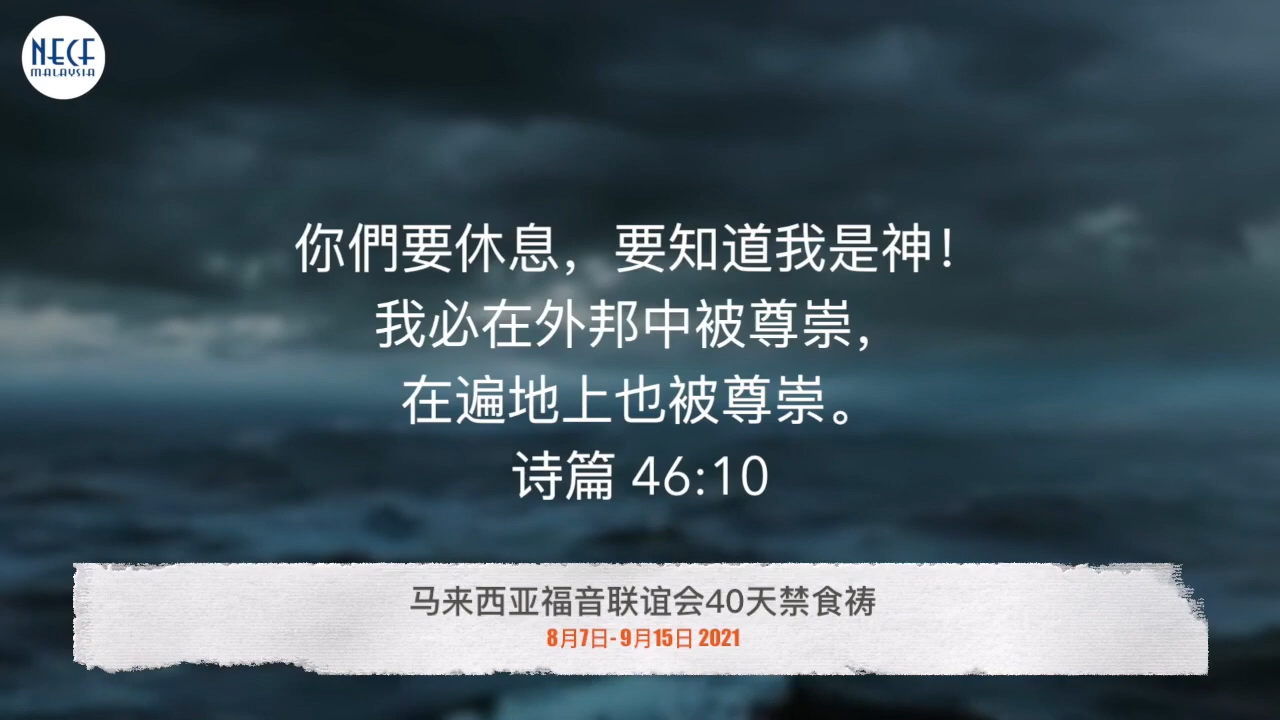 NECF
MALAYSIA
你們要休息，要知道我是神！
我必在外邦中被尊崇，
在遍地上也被尊崇。
诗篇 46:10
马来西亚福音联谊会40天禁食祷
8月7日- 9月15日 2021